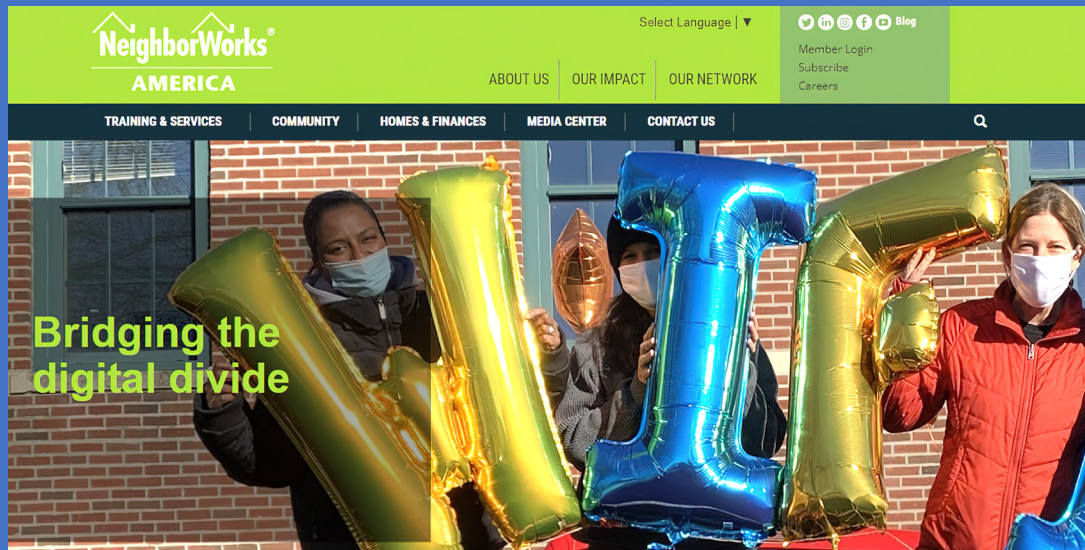 NeighborWorks®
AMERICA
Select Language ▼
Blog
Member Login
Subscribe
Careers
ABOUT US
OUR IMPACT
OUR NETWORK
TRAINING & SERVICES
COMMUNITY
HOMES & FINANCES
MEDIA CENTER
CONTACT US
WIF
Bridging the
digital divide